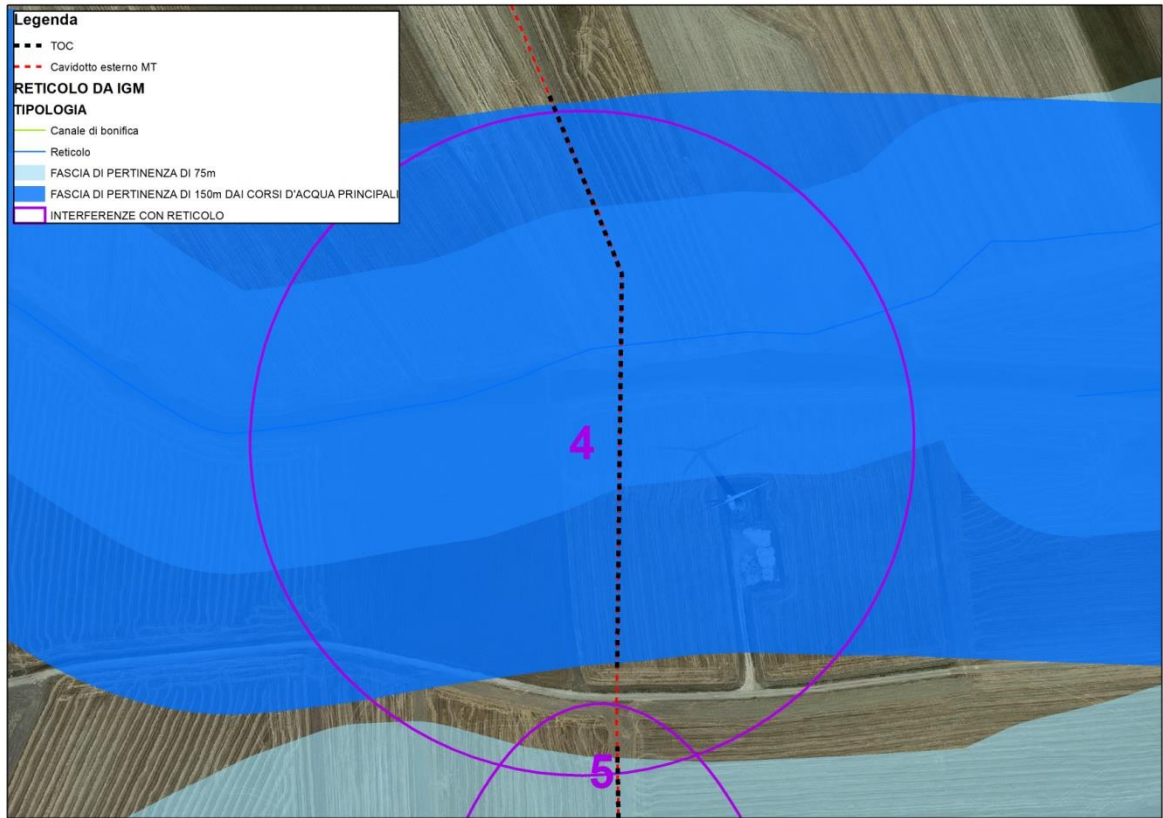 Legenda
TOC
Cavidotto esterno MT
RETICOLO DA IGM
TIPOLOGIA
Canale di bonifica
Reticolo
FASCIA DI PERTINENZA DI 75m
FASCIA DI PERTINENZA DI 150m DAI CORSI D'ACQUA PRINCIPALI
INTERFERENZE CON RETICOLO
4
5